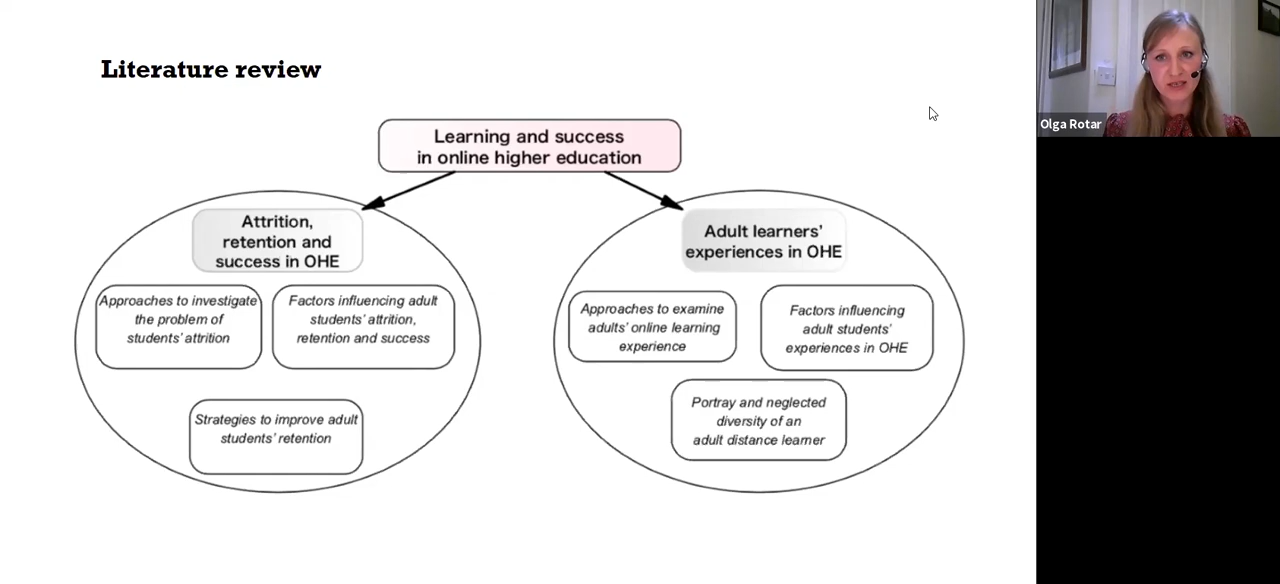 Literature review
Learning and success
in online higher education
Attrition,
retention and
success in OHE
Approaches to investigate
the problem of
students' attrition
Factors influencing adult
students' attrition,
retention and success
Strategies to improve adult
students' retention
Adult learners'
experiences in OHE
Approaches to examine
adults' online learning
experience
Factors influencing
adult students'
experiences in OHE
Portray and neglected
diversity of an
adult distance learner
Olga Rotar